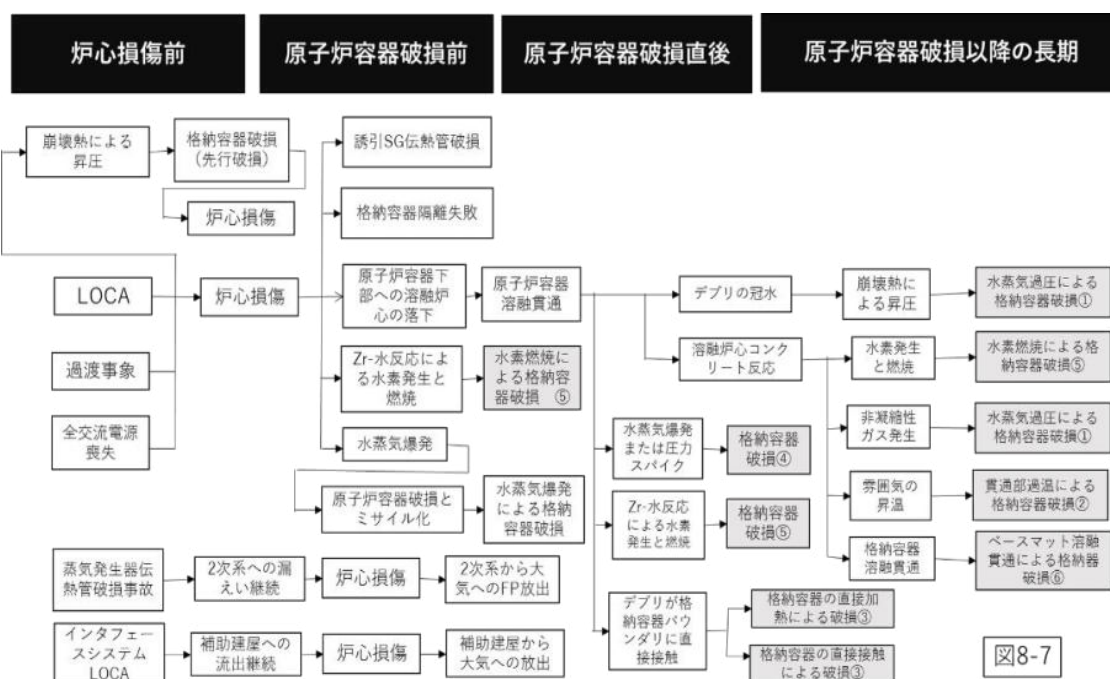 炉心損傷前
原子炉容器破損前
原子炉容器破損直後
原子炉容器破損以降の長期
崩壊熱による
昇圧
格納容器破損
(先行破損)
炉心損傷
LOCA
過渡事象
全交流電源
喪失
炉心損傷
誘引SG伝熱管破損
格納容器隔離失敗
原子炉容器下
部への溶融炉
心の落下
原子炉容器
溶融貫通
Zr-水反応によ
る水素発生と
燃焼
水素燃焼に
よる格納容
器破損 ⑤
水蒸気爆発
原子炉容器破損と
ミサイル化
水蒸気爆発
による格納
容器破損
デブリの冠水
崩壊熱に
よる昇圧
水蒸気過圧による
格納容器破損①
溶融炉心コンク
リート反応
水素発生
と燃焼
水素燃焼による格
納容器破損⑤
非凝縮性
ガス発生
水蒸気過圧による
格納容器破損①
雰囲気の
昇温
貫通部過温による
格納容器破損②
格納容器
溶融貫通
ベースマット溶融
貫通による格納器
破損⑥
水蒸気爆発
または圧力
スパイク
格納容器
破損④
Zr-水反応
による水素
発生と燃焼
格納容器
破損⑤
デブリが格
納容器バウ
ンダリに直
接接触
格納容器の直接加
熱による破損③
格納容器の直接接触
による破損③
蒸気発生器伝
熱管破損事故
2次系への漏
えい継続
炉心損傷
2次系から大
気へのFP放出
インタフェー
スシステム
LOCA
補助建屋への
流出継続
炉心損傷
補助建屋から
大気への放出
図8-7